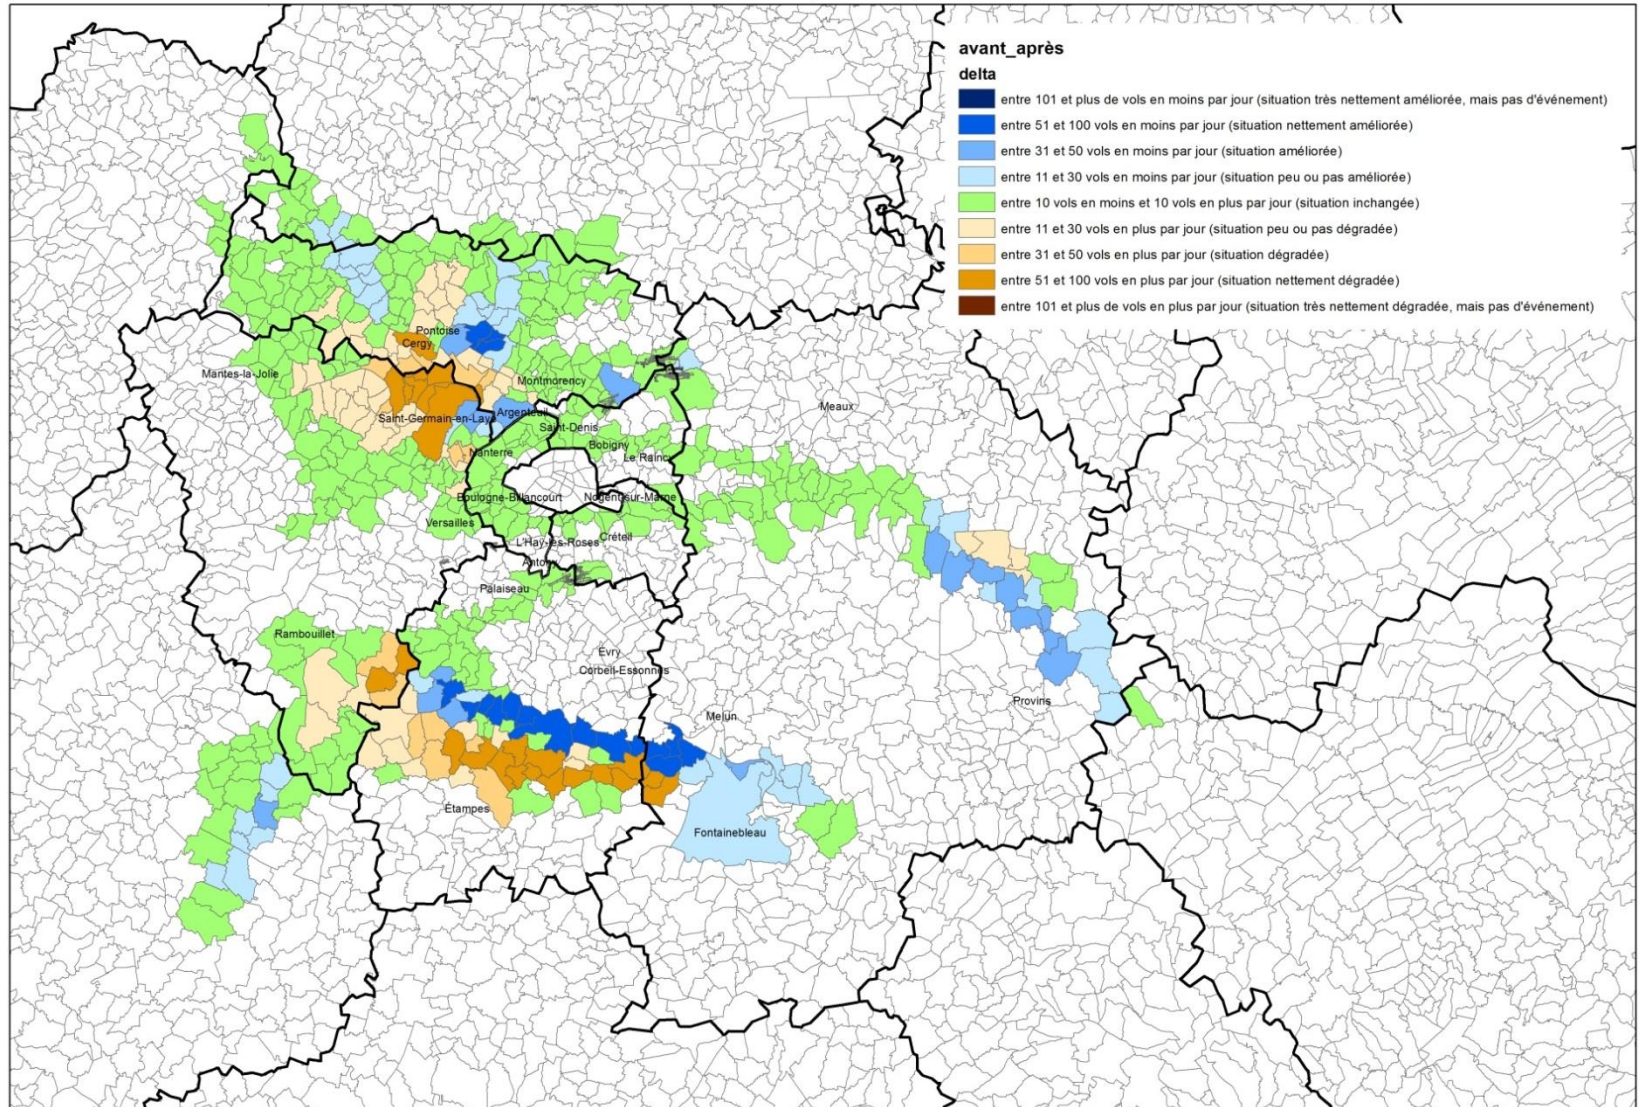 avant_après
delta
entre 101 et plus de vols en moins par jour (situation très nettement améliorée, mais pas d'événement)
entre 51 et 100 vols en moins par jour (situation nettement améliorée)
entre 31 et 50 vols en moins par jour (situation améliorée)
entre 11 et 30 vols en moins par jour (situation peu ou pas améliorée)
entre 10 vols en moins et 10 vols en plus par jour (situation inchangée)
entre 11 et 30 vols en plus par jour (situation peu ou pas dégradée)
entre 31 et 50 vols en plus par jour (situation dégradée)
entre 51 et 100 vols en plus par jour (situation nettement dégradée)
entre 101 et plus de vols en plus par jour (situation très nettement dégradée, mais pas d'événement)
Pontoise
Cergy
Mantes-la-Jolie
Montmorency
Meaux
Saint-Germain-en-Laye
Argenteuil
Saint-Denis
Bobigny
Nanterre
Le Raincy
Boulogne-Billancourt
Nogent-sur-Marne
Versailles
L'Haÿ-les-Roses
Créteil
Antony
Palaiseau
Rambouillet
Evry
Corbeil-Essonnes
Provins
Melun
Étampes
Fontainebleau